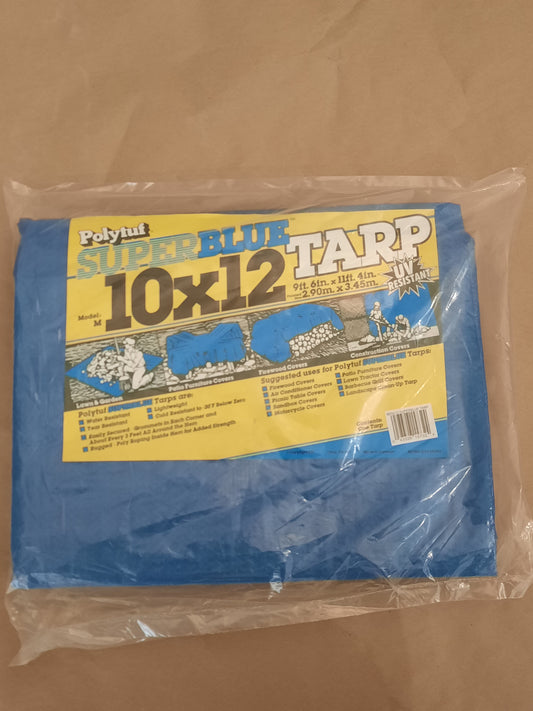 Polytuf
SUPERBLUE™ TARP
Model: M
10x12
9ft. 6in. x 11ft. 4in.
2.90m. x 3.45m.
UV RESISTANT
Lawn & Garden
Patio Furniture Covers
Firewood Covers
Construction Covers
Polytuf SUPERBLUE Tarps are:
Water Resistant
Tear Resistant
Lightweight
Cold Resistant to -30°F Below Zero
Easily Secured - Grommets in Each Corner and
About Every 3 Feet All Around the Hem
Rugged - Poly Roping Inside Hem for Added Strength
Suggested uses for Polytuf SUPERBLUE Tarps:
Firewood Covers
Air Conditioner Covers
Picnic Table Covers
Sandbox Covers
Motorcycle Covers
Patio Furniture Covers
Lawn Tractor Covers
Barbecue Grill Covers
Landscape Clean-Up Tarp
Contents:
One Tarp